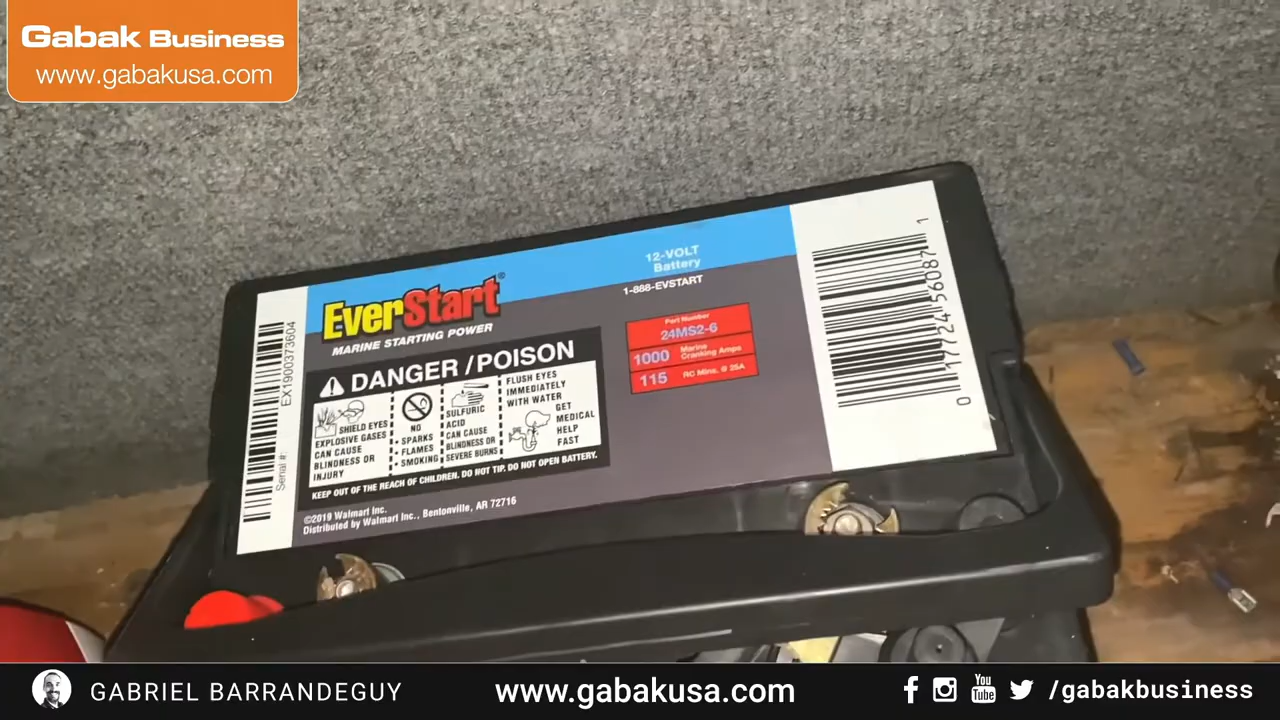 Gabak Business
www.gabakusa.com
12-VOLT
Battery
1-888-EVSTART
EverStart®
MARINE STARTING POWER
Part Number
24MS2-6
1000 Marine Cranking Amps
115 RC Mins. @ 25A
DANGER/POISON
SHIELD EYES
EXPLOSIVE GASES
CAN CAUSE
BLINDNESS OR
INJURY
NO
• SPARKS
• FLAMES
• SMOKING
SULFURIC
ACID
CAN CAUSE
BLINDNESS OR
SEVERE BURNS
FLUSH EYES
IMMEDIATELY
WITH WATER
GET
MEDICAL
HELP
FAST
KEEP OUT OF THE REACH OF CHILDREN. DO NOT TIP. DO NOT OPEN BATTERY.
©2019 Walmart Inc.
Distributed by Walmart Inc., Bentonville, AR 72716
Serial #: EX1900373604
0 17724 56087 1
GABRIEL BARRANDEGUY
www.gabakusa.com
You Tube
/gabakbusiness